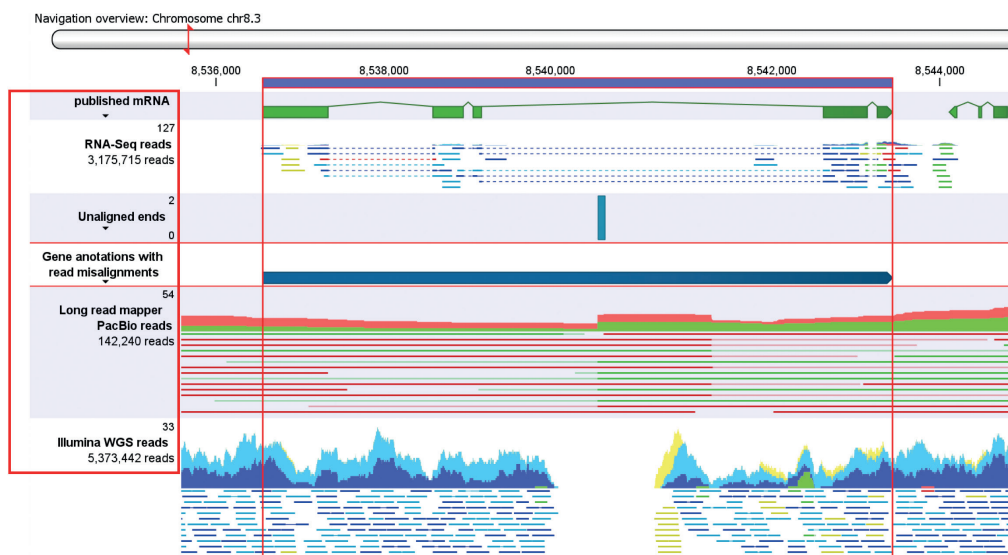 Navigation overview: Chromosome chr8.3
8,536,000 8,538,000 8,540,000 8,542,000 8,544,000
published mRNA
127
RNA-Seq reads
3,175,715 reads
2
Unaligned ends
0
Gene anotations with
read misalignments
54
Long read mapper
PacBio reads
142,240 reads
33
Illumina WGS reads
5,373,442 reads